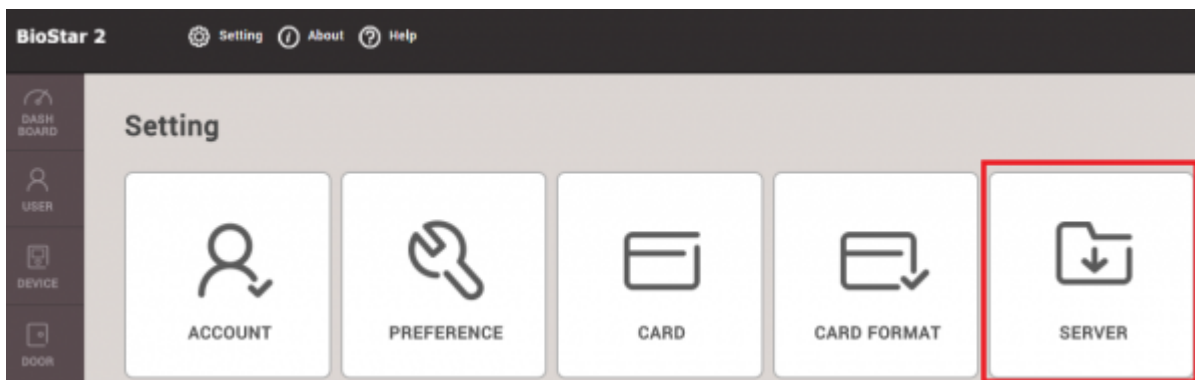 BioStar 2
Setting
About
Help
DASH
BOARD
USER
DEVICE
DOOR
Setting
ACCOUNT
PREFERENCE
CARD
CARD FORMAT
SERVER